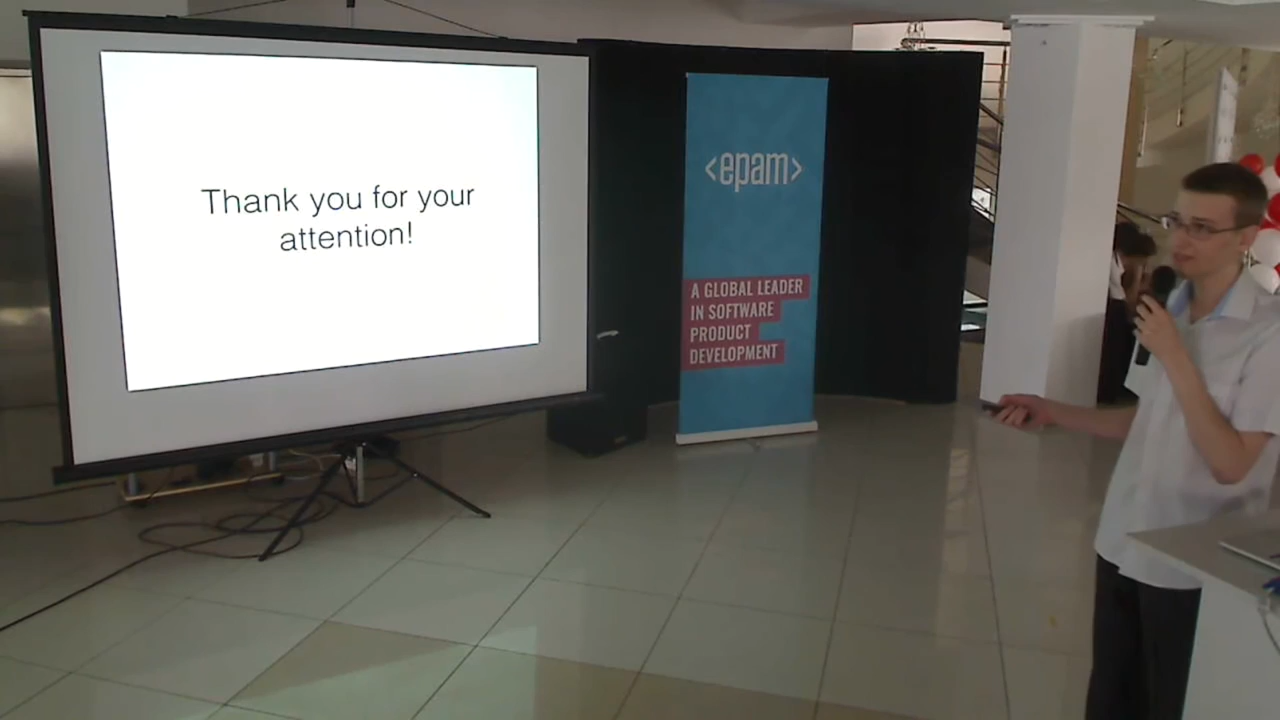 Thank you for your
attention!
<epam>
A GLOBAL LEADER
IN SOFTWARE
PRODUCT
DEVELOPMENT